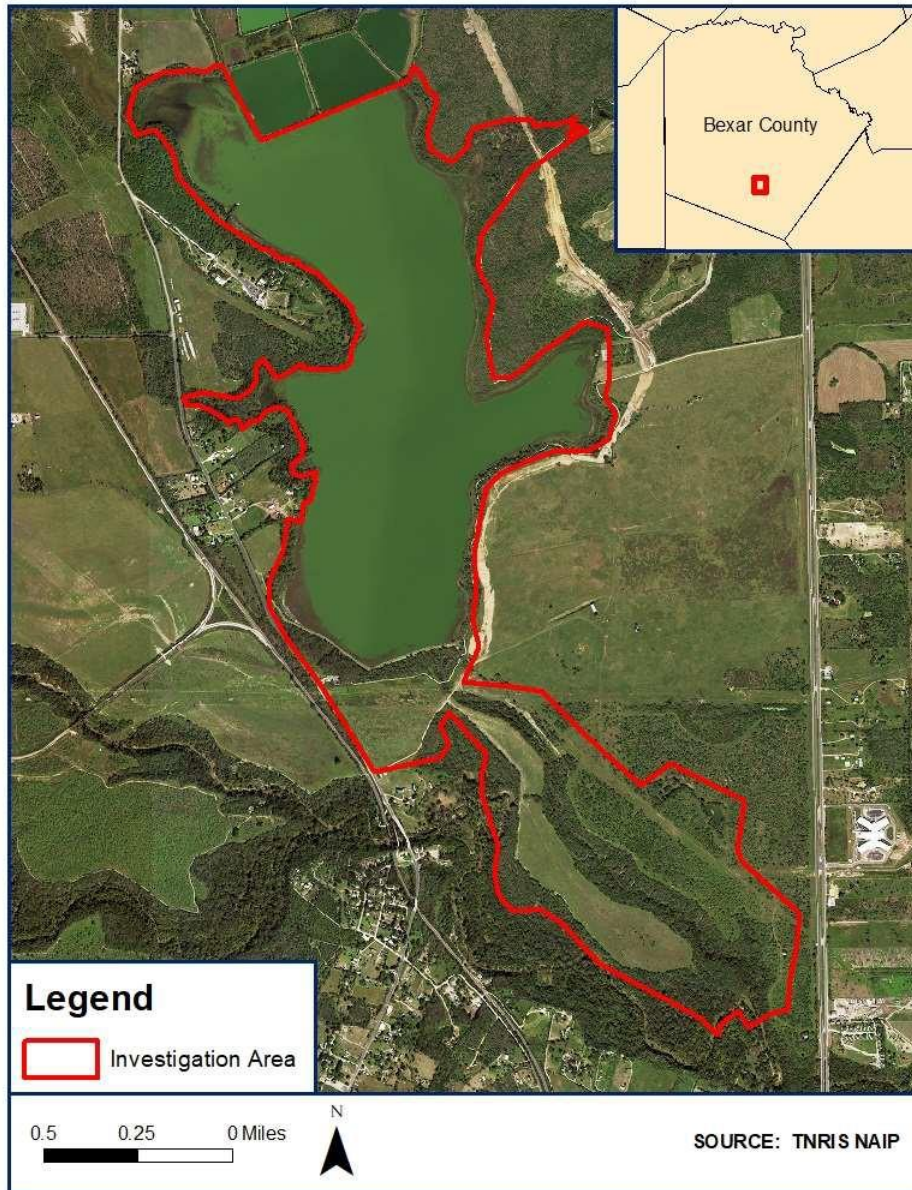 Bexar County
Legend
Investigation Area
0.5 0.25 0 Miles
N
SOURCE: TNRIS NAIP